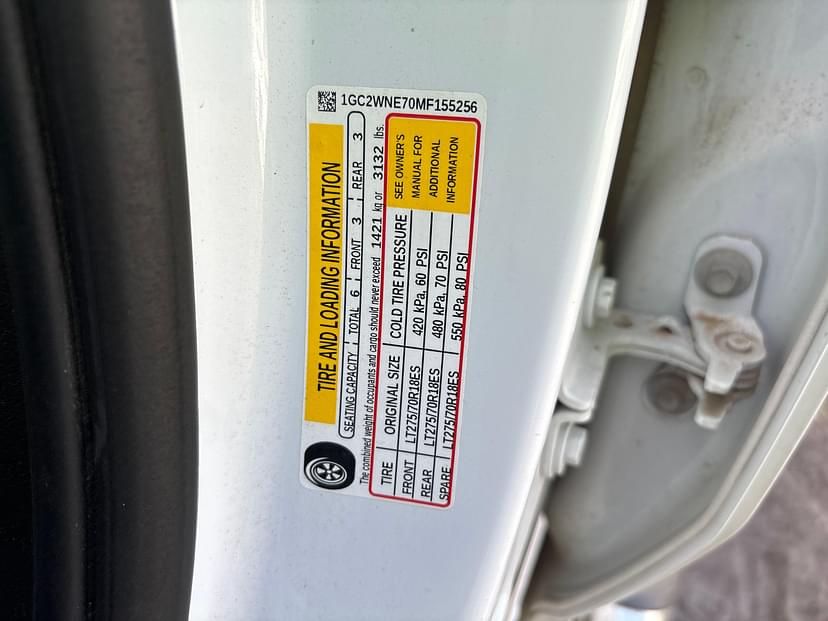 1GC2WNE70MF155256
TIRE AND LOADING INFORMATION
SEATING CAPACITY TOTAL 6 FRONT 3 REAR 3
The combined weight of occupants and cargo should never exceed 1421 kg or 3132 lbs.
TIRE ORIGINAL SIZE COLD TIRE PRESSURE
FRONT LT275/70R18ES 420 kPa, 60 PSI
REAR LT275/70R18ES 480 kPa, 70 PSI
SPARE LT275/70R18ES 550 kPa, 80 PSI
SEE OWNER'S
MANUAL FOR
ADDITIONAL
INFORMATION